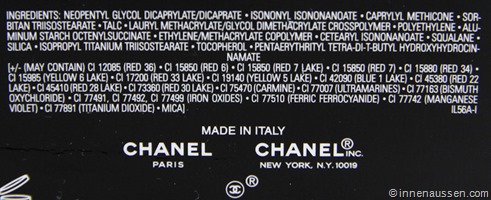 INGREDIENTS: NEOPENTYL GLYCOL DICAPRYLATE/DICAPRATE • ISONONYL ISONONANOATE • CAPRYLYL METHICONE • SOR-
BITAN TRIISOSTEARATE • TALC • LAURYL METHACRYLATE/GLYCOL DIMETHACRYLATE CROSSPOLYMER • POLYETHYLENE • ALU-
MINUM STARCH OCTENYLSUCCINATE • ETHYLENE/METHACRYLATE COPOLYMER • CETEARYL ISONONANOATE • SQUALANE •
SILICA • ISOPROPYL TITANIUM TRIISOSTEARATE • TOCOPHEROL • PENTAERYTHRITYL TETRA-DI-T-BUTYL HYDROXYHYDROCIN-
NAMATE
[+/- (MAY CONTAIN) CI 12085 (RED 36) • CI 15850 (RED 6) • CI 15850 (RED 7) • CI 15850 (RED 7 LAKE) • CI 15880 (RED 34) •
CI 15985 (YELLOW 6 LAKE) • CI 17200 (RED 33 LAKE) • CI 19140 (YELLOW 5 LAKE) • CI 42090 (BLUE 1 LAKE) • CI 45380 (RED 22
LAKE) • CI 45410 (RED 28 LAKE) • CI 73360 (RED 30 LAKE) • CI 75470 (CARMINE) • CI 77007 (ULTRAMARINES) • CI 77163 (BISMUTH
OXYCHLORIDE) • CI 77491, CI 77492, CI 77499 (IRON OXIDES) • CI 77510 (FERRIC FERROCYANIDE) • CI 77742 (MANGANESE
VIOLET) • CI 77891 (TITANIUM DIOXIDE) • MICA]
IL56A-I
MADE IN ITALY
CHANEL CHANEL® INC.
PARIS NEW YORK, N.Y. 10019
®
© innenaussen.com